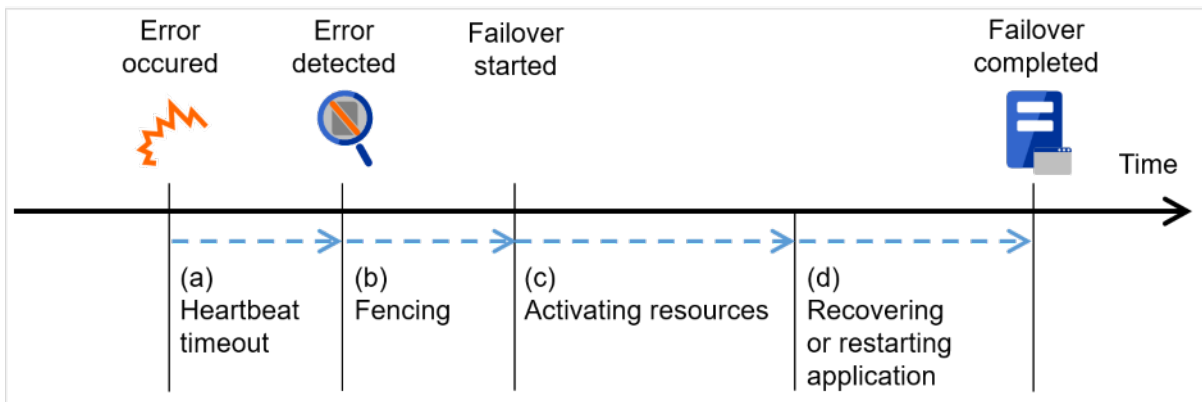 Error
occured
Error
detected
Failover
started
Failover
completed
Time
(a)
Heartbeat
timeout
(b)
Fencing
(c)
Activating resources
(d)
Recovering
or restarting
application